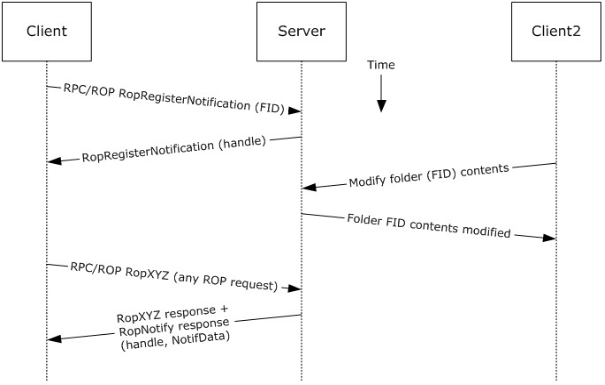 Client
Server
Client2
Time
RPC/ROP RopRegisterNotification (FID)
RopRegisterNotification (handle)
Modify folder (FID) contents
Folder FID contents modified
RPC/ROP RopXYZ (any ROP request)
RopXYZ response +
RopNotify response
(handle, NotifData)